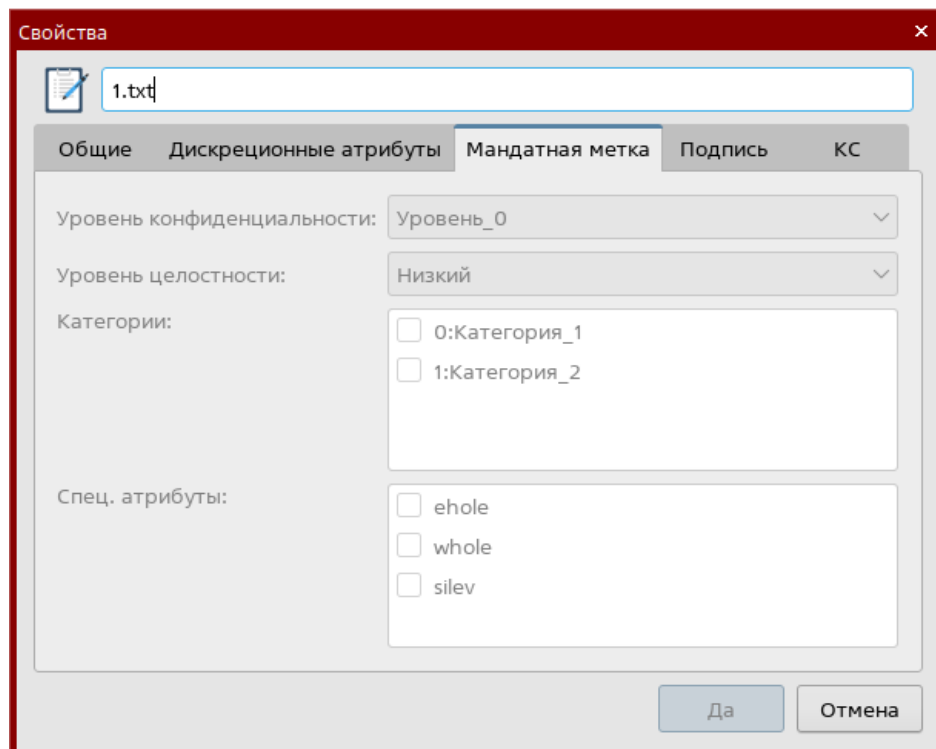 Свойства
1.txt
Общие Дискреционные атрибуты Мандатная метка Подпись КС
Уровень конфиденциальности: Уровень_0
Уровень целостности: Низкий
Категории:
0:Категория_1
1:Категория_2
Спец. атрибуты:
ehole
whole
silev
Да Отмена